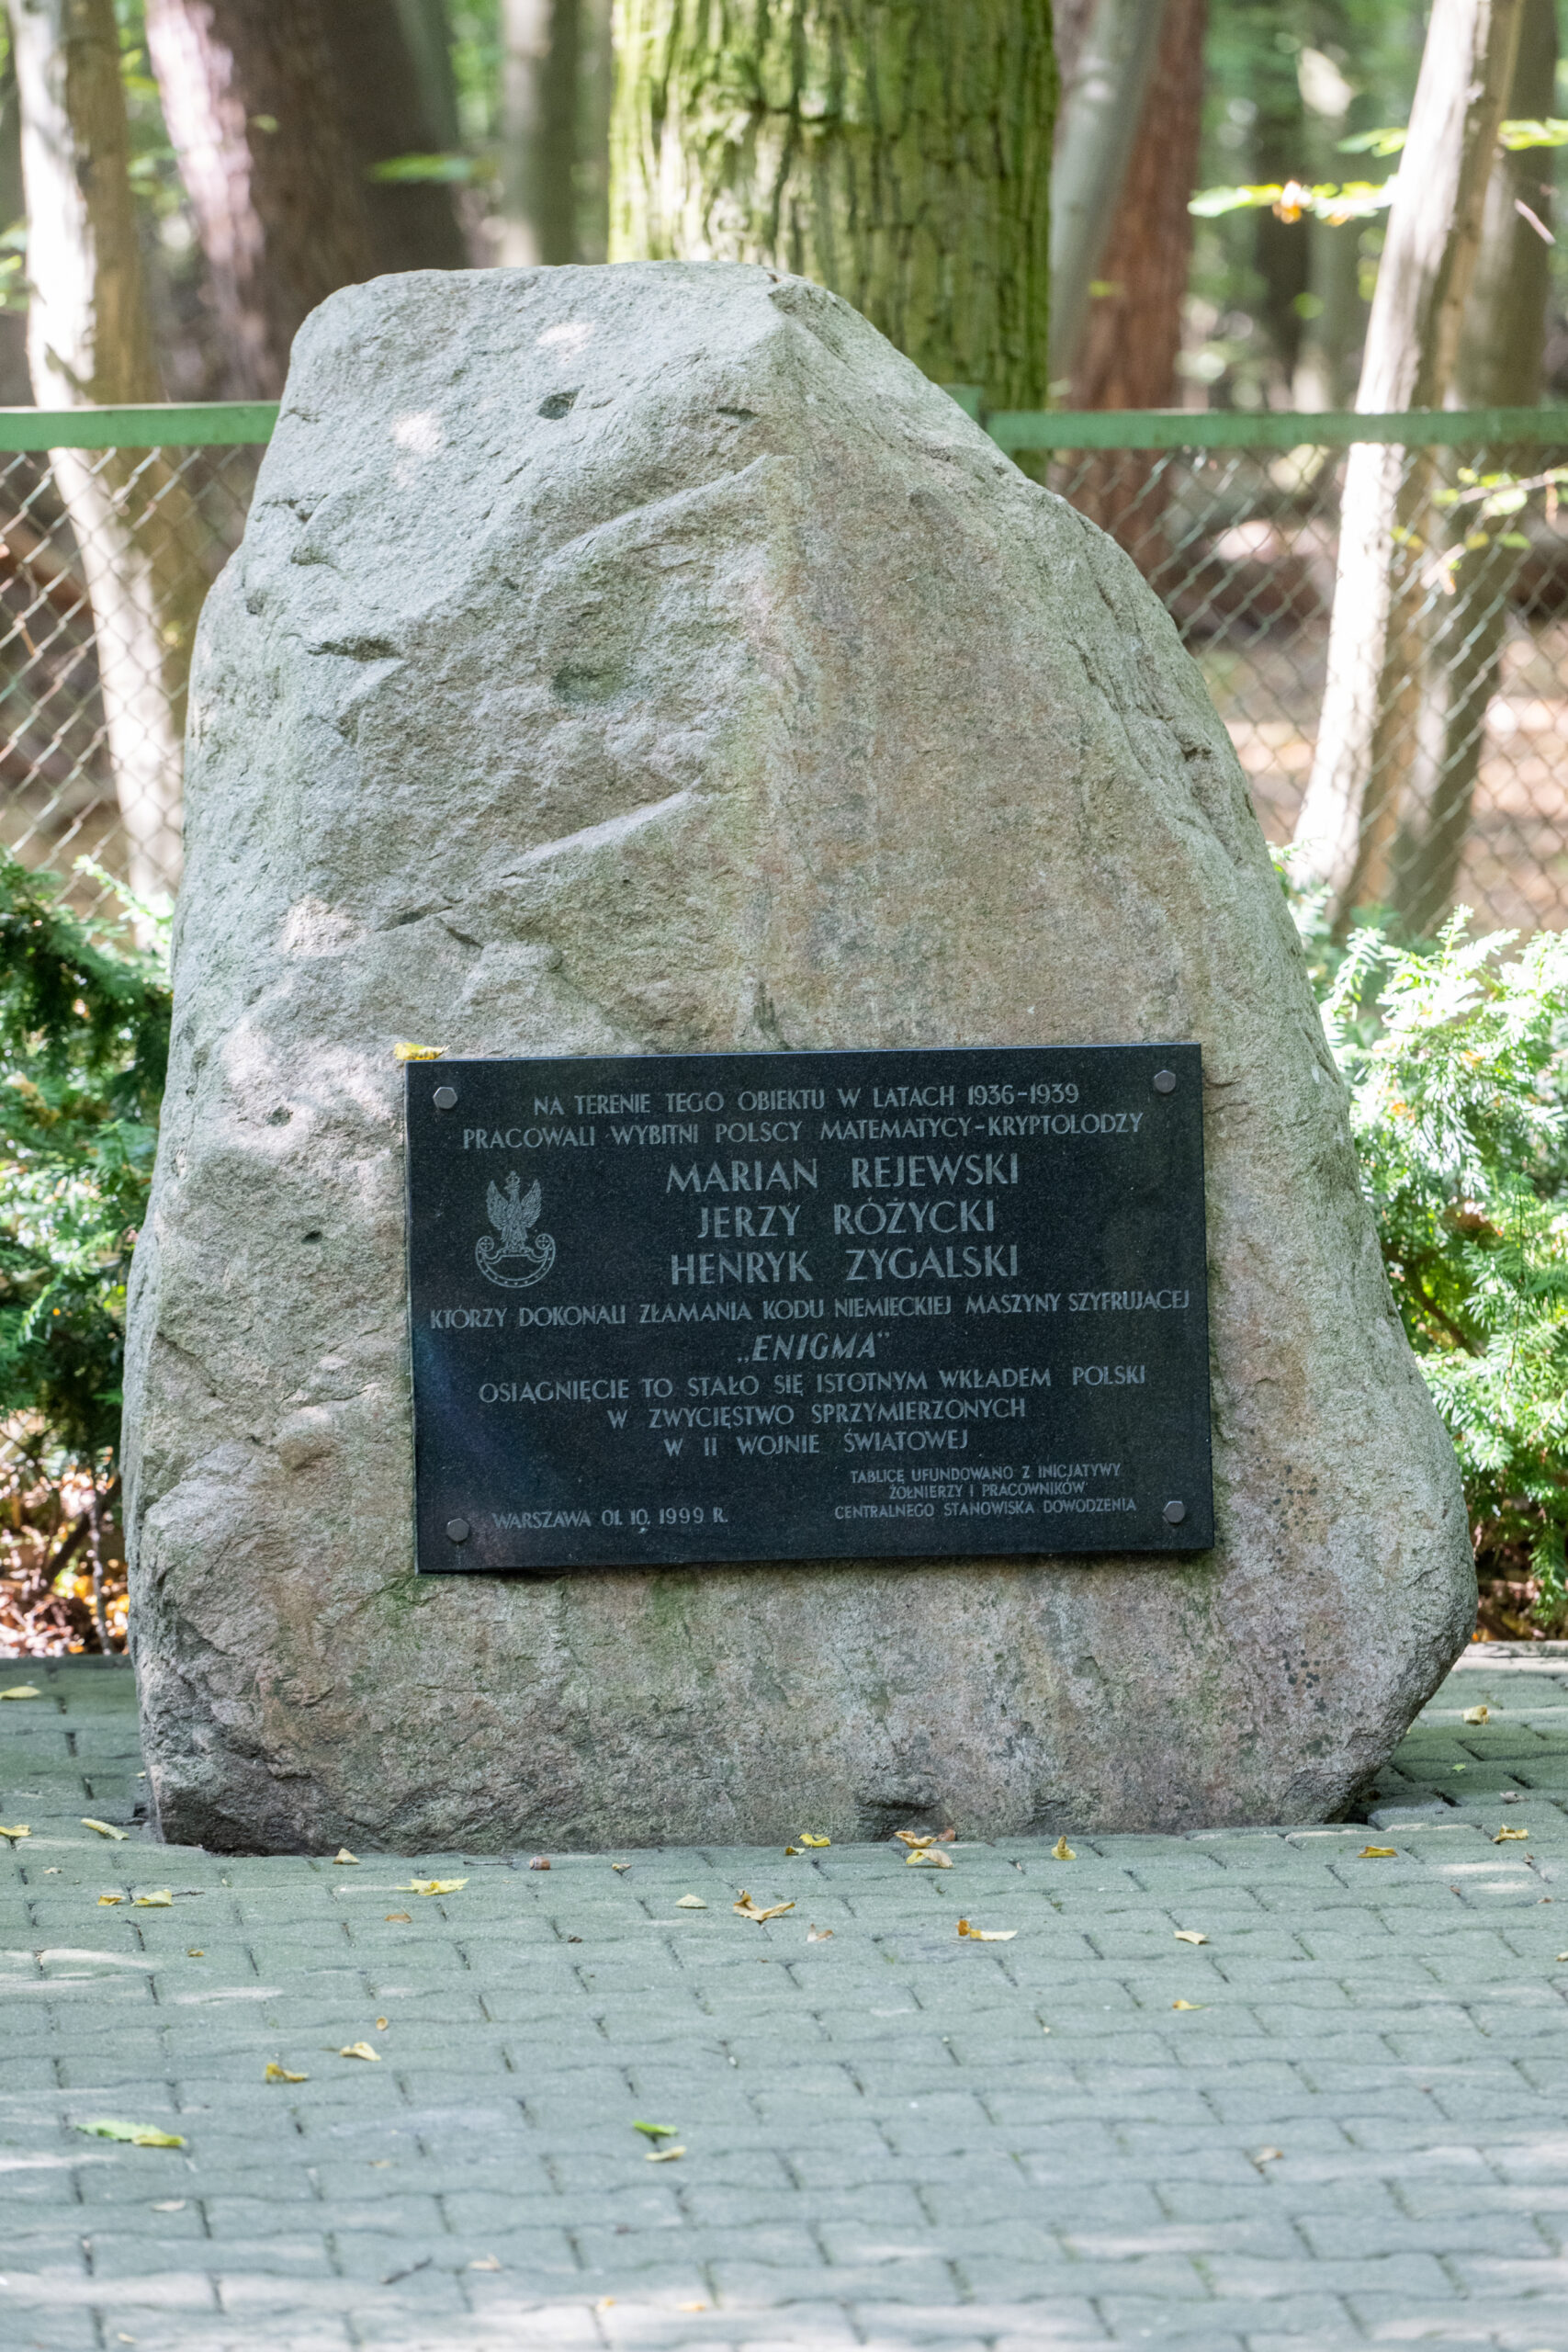 NA TERENIE TEGO OBIEKTU W LATACH 1936-1939
PRACOWALI WYBITNI POLSCY MATEMATYCY-KRYPTOLODZY
MARIAN REJEWSKI
JERZY RÓŻYCKI
HENRYK ZYGALSKI
KTÓRZY DOKONALI ZŁAMANIA KODU NIEMIECKIEJ MASZYNY SZYFRUJĄCEJ
„ENIGMA"
OSIĄGNIĘCIE TO STAŁO SIĘ ISTOTNYM WKŁADEM POLSKI
W ZWYCIĘSTWO SPRZYMIERZONYCH
W II WOJNIE ŚWIATOWEJ
TABLICĘ UFUNDOWANO Z INICJATYWY
ŻOŁNIERZY I PRACOWNIKÓW
CENTRALNEGO STANOWISKA DOWODZENIA
WARSZAWA 01. 10. 1999 R.